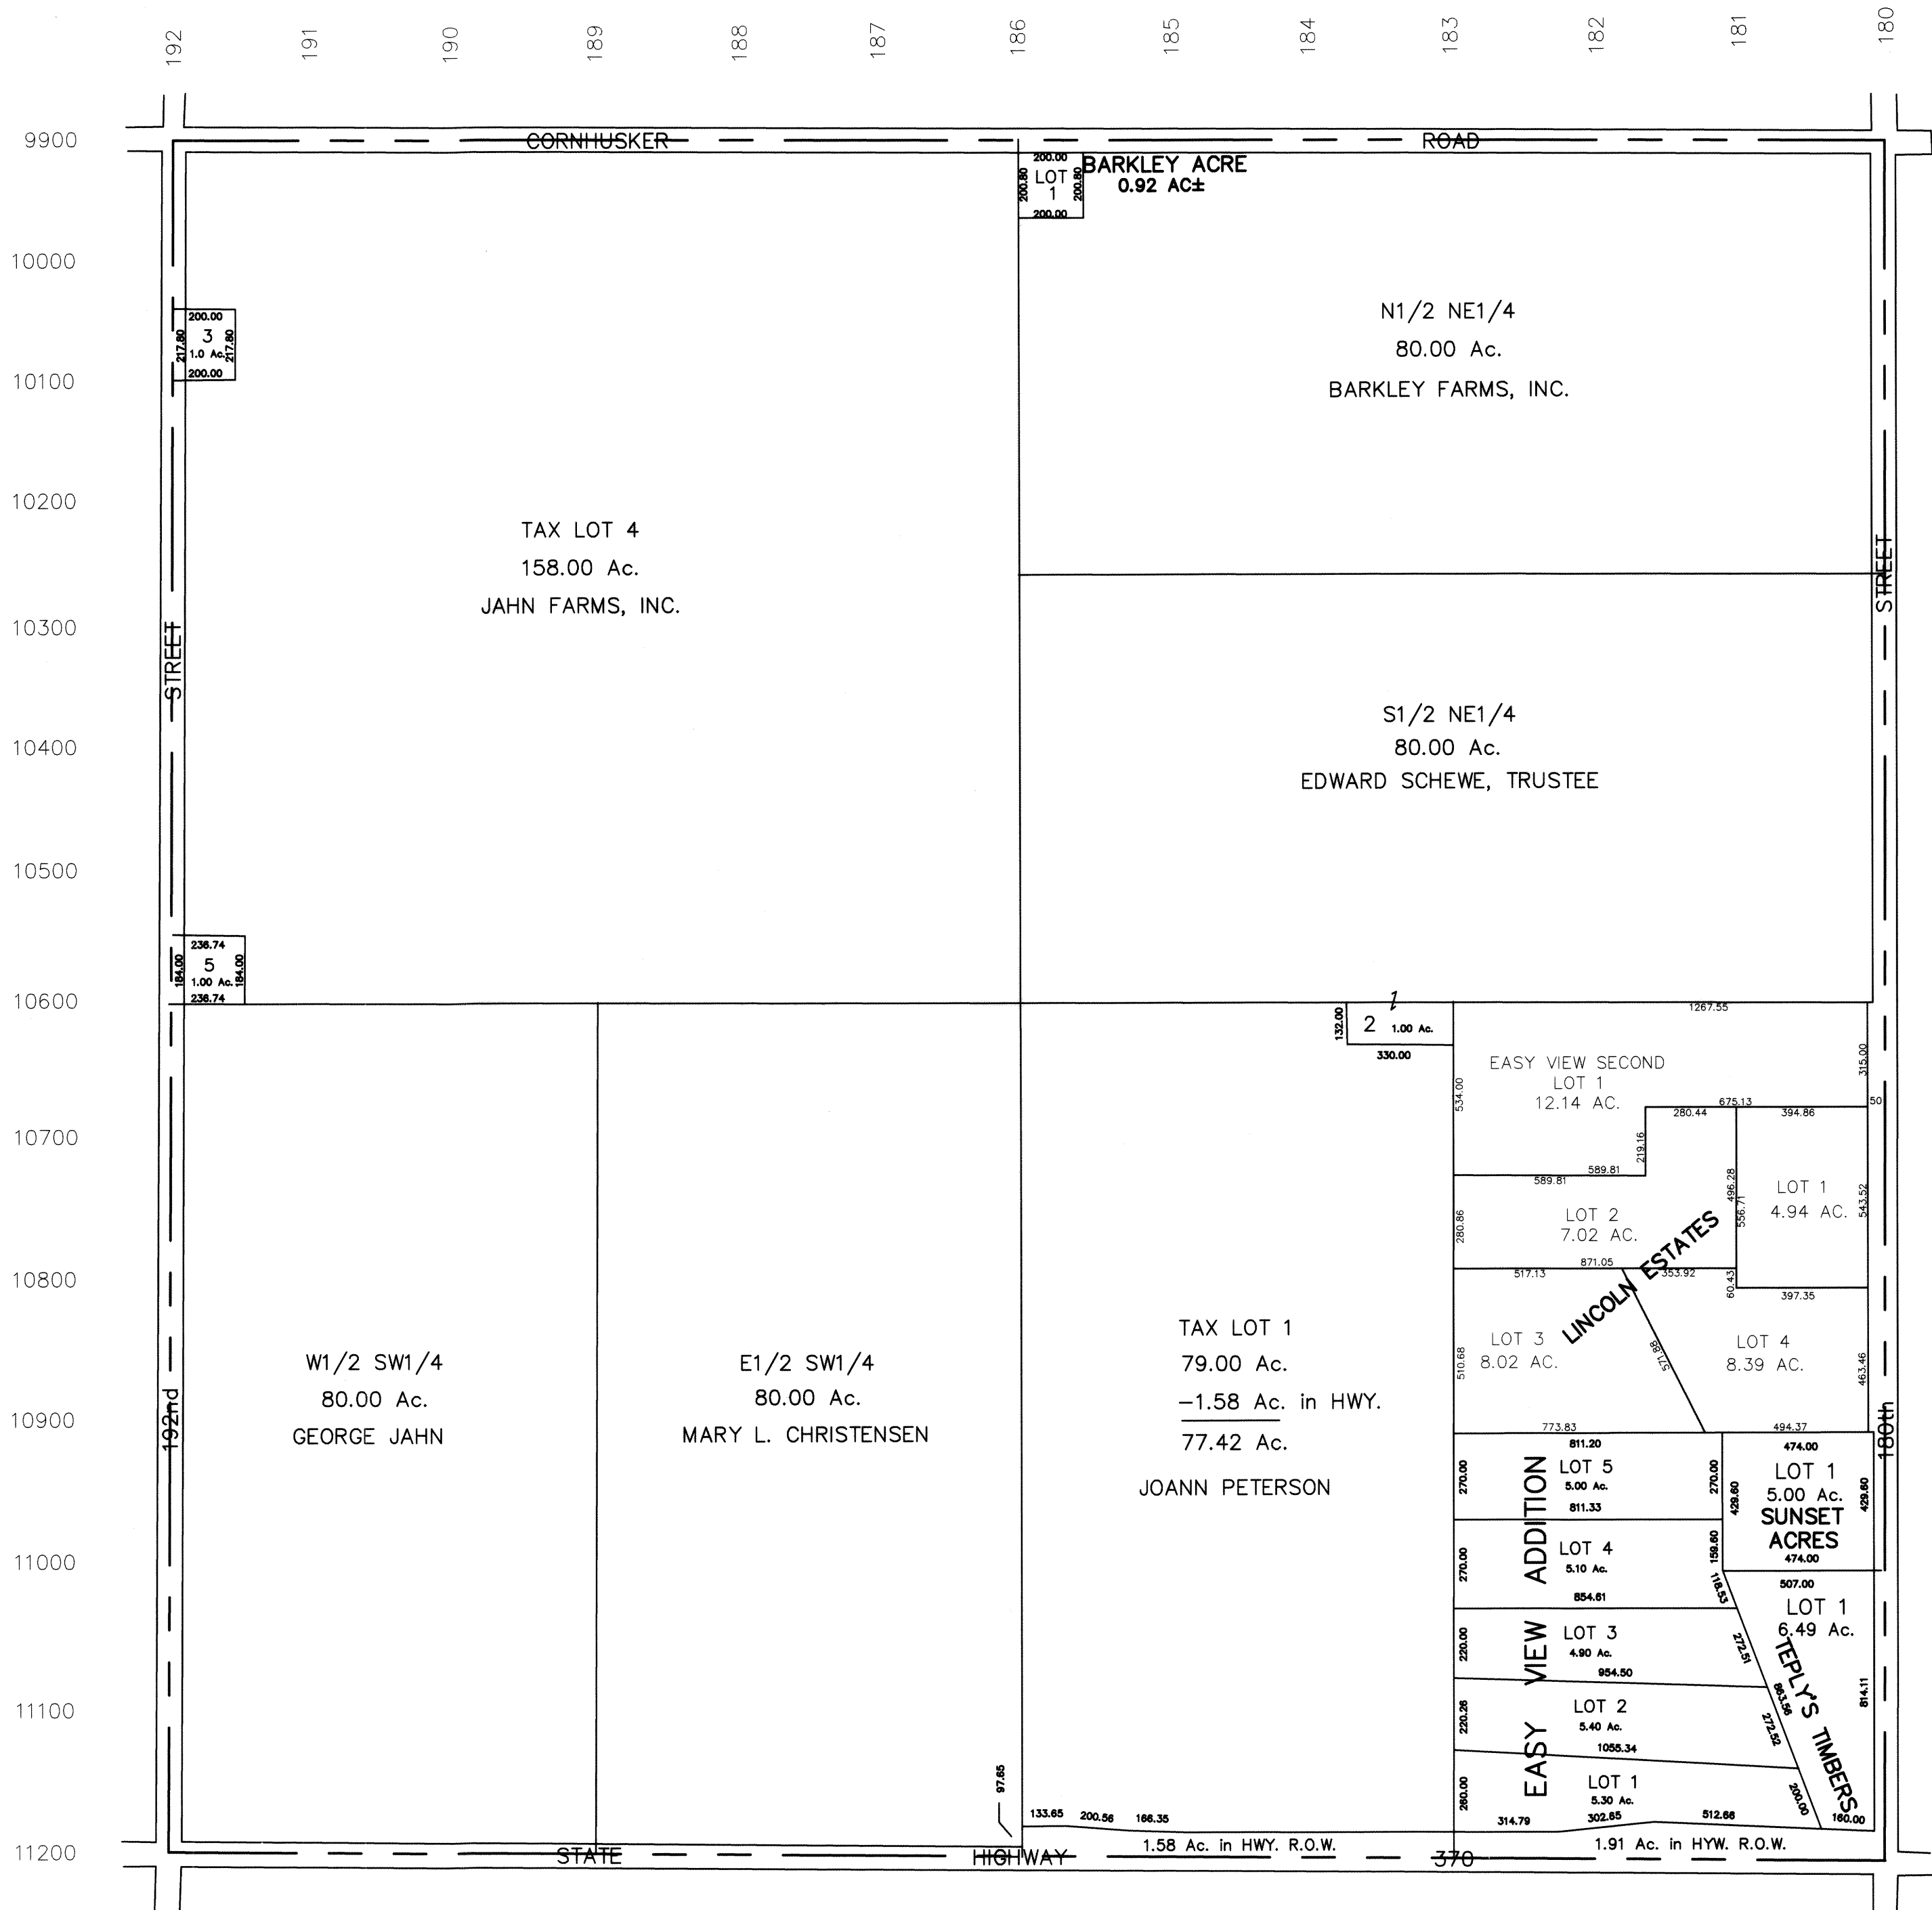 192 191 190 189 188 187 186 185 184 183 182 181 180
9900
10000
10100
10200
10300
10400
10500
10600
10700
10800
10900
11000
11100
11200
CORNHUSKER ROAD
200.00
LOT
1
200.80
200.80
200.00
BARKLEY ACRE
0.92 AC±
200.00
3
1.0 Ac.
217.80
217.80
200.00
N1/2 NE1/4
80.00 Ac.
BARKLEY FARMS, INC.
TAX LOT 4
158.00 Ac.
JAHN FARMS, INC.
STREET
STREET
S1/2 NE1/4
80.00 Ac.
EDWARD SCHEWE, TRUSTEE
236.74
5
1.00 Ac.
184.00
184.00
236.74
132.00
2 1.00 Ac.
330.00
1267.55
EASY VIEW SECOND
LOT 1
12.14 AC.
534.00
315.00
50
675.13
280.44
394.86
219.16
589.81
589.81
496.28
556.71
LOT 1
4.94 AC.
543.52
LOT 2
7.02 AC.
280.86
871.05
517.13
353.92
60.43
397.35
LINCOLN ESTATES
LOT 3
8.02 AC.
510.68
571.88
LOT 4
8.39 AC.
463.46
773.83
494.37
W1/2 SW1/4
80.00 Ac.
GEORGE JAHN
192nd
E1/2 SW1/4
80.00 Ac.
MARY L. CHRISTENSEN
TAX LOT 1
79.00 Ac.
–1.58 Ac. in HWY.
77.42 Ac.
JOANN PETERSON
180th
811.20
LOT 5
5.00 Ac.
811.33
270.00
270.00
474.00
LOT 1
5.00 Ac.
SUNSET
ACRES
474.00
429.60
429.60
LOT 4
5.10 Ac.
854.61
270.00
159.60
118.53
EASY VIEW ADDITION
507.00
LOT 1
6.49 Ac.
TEPLY'S TIMBERS
814.11
LOT 3
4.90 Ac.
954.50
220.00
272.51
863.56
LOT 2
5.40 Ac.
1055.34
220.26
272.52
LOT 1
5.30 Ac.
260.00
200.00
160.00
97.65
133.65
200.56
166.35
314.79
302.65
512.66
1.58 Ac. in HWY. R.O.W.
1.91 Ac. in HYW. R.O.W.
STATE HIGHWAY 370